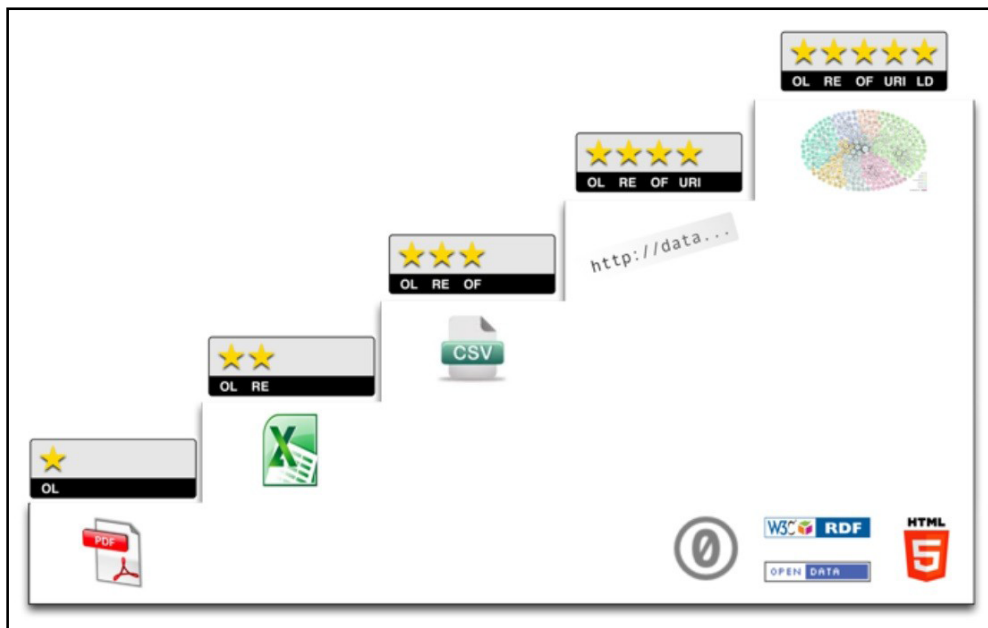 OL RE OF URI LD
OL RE OF URI
http://data...
OL RE OF
CSV
OL RE
X
OL
PDF
0
W3C RDF
HTML
5
OPEN DATA